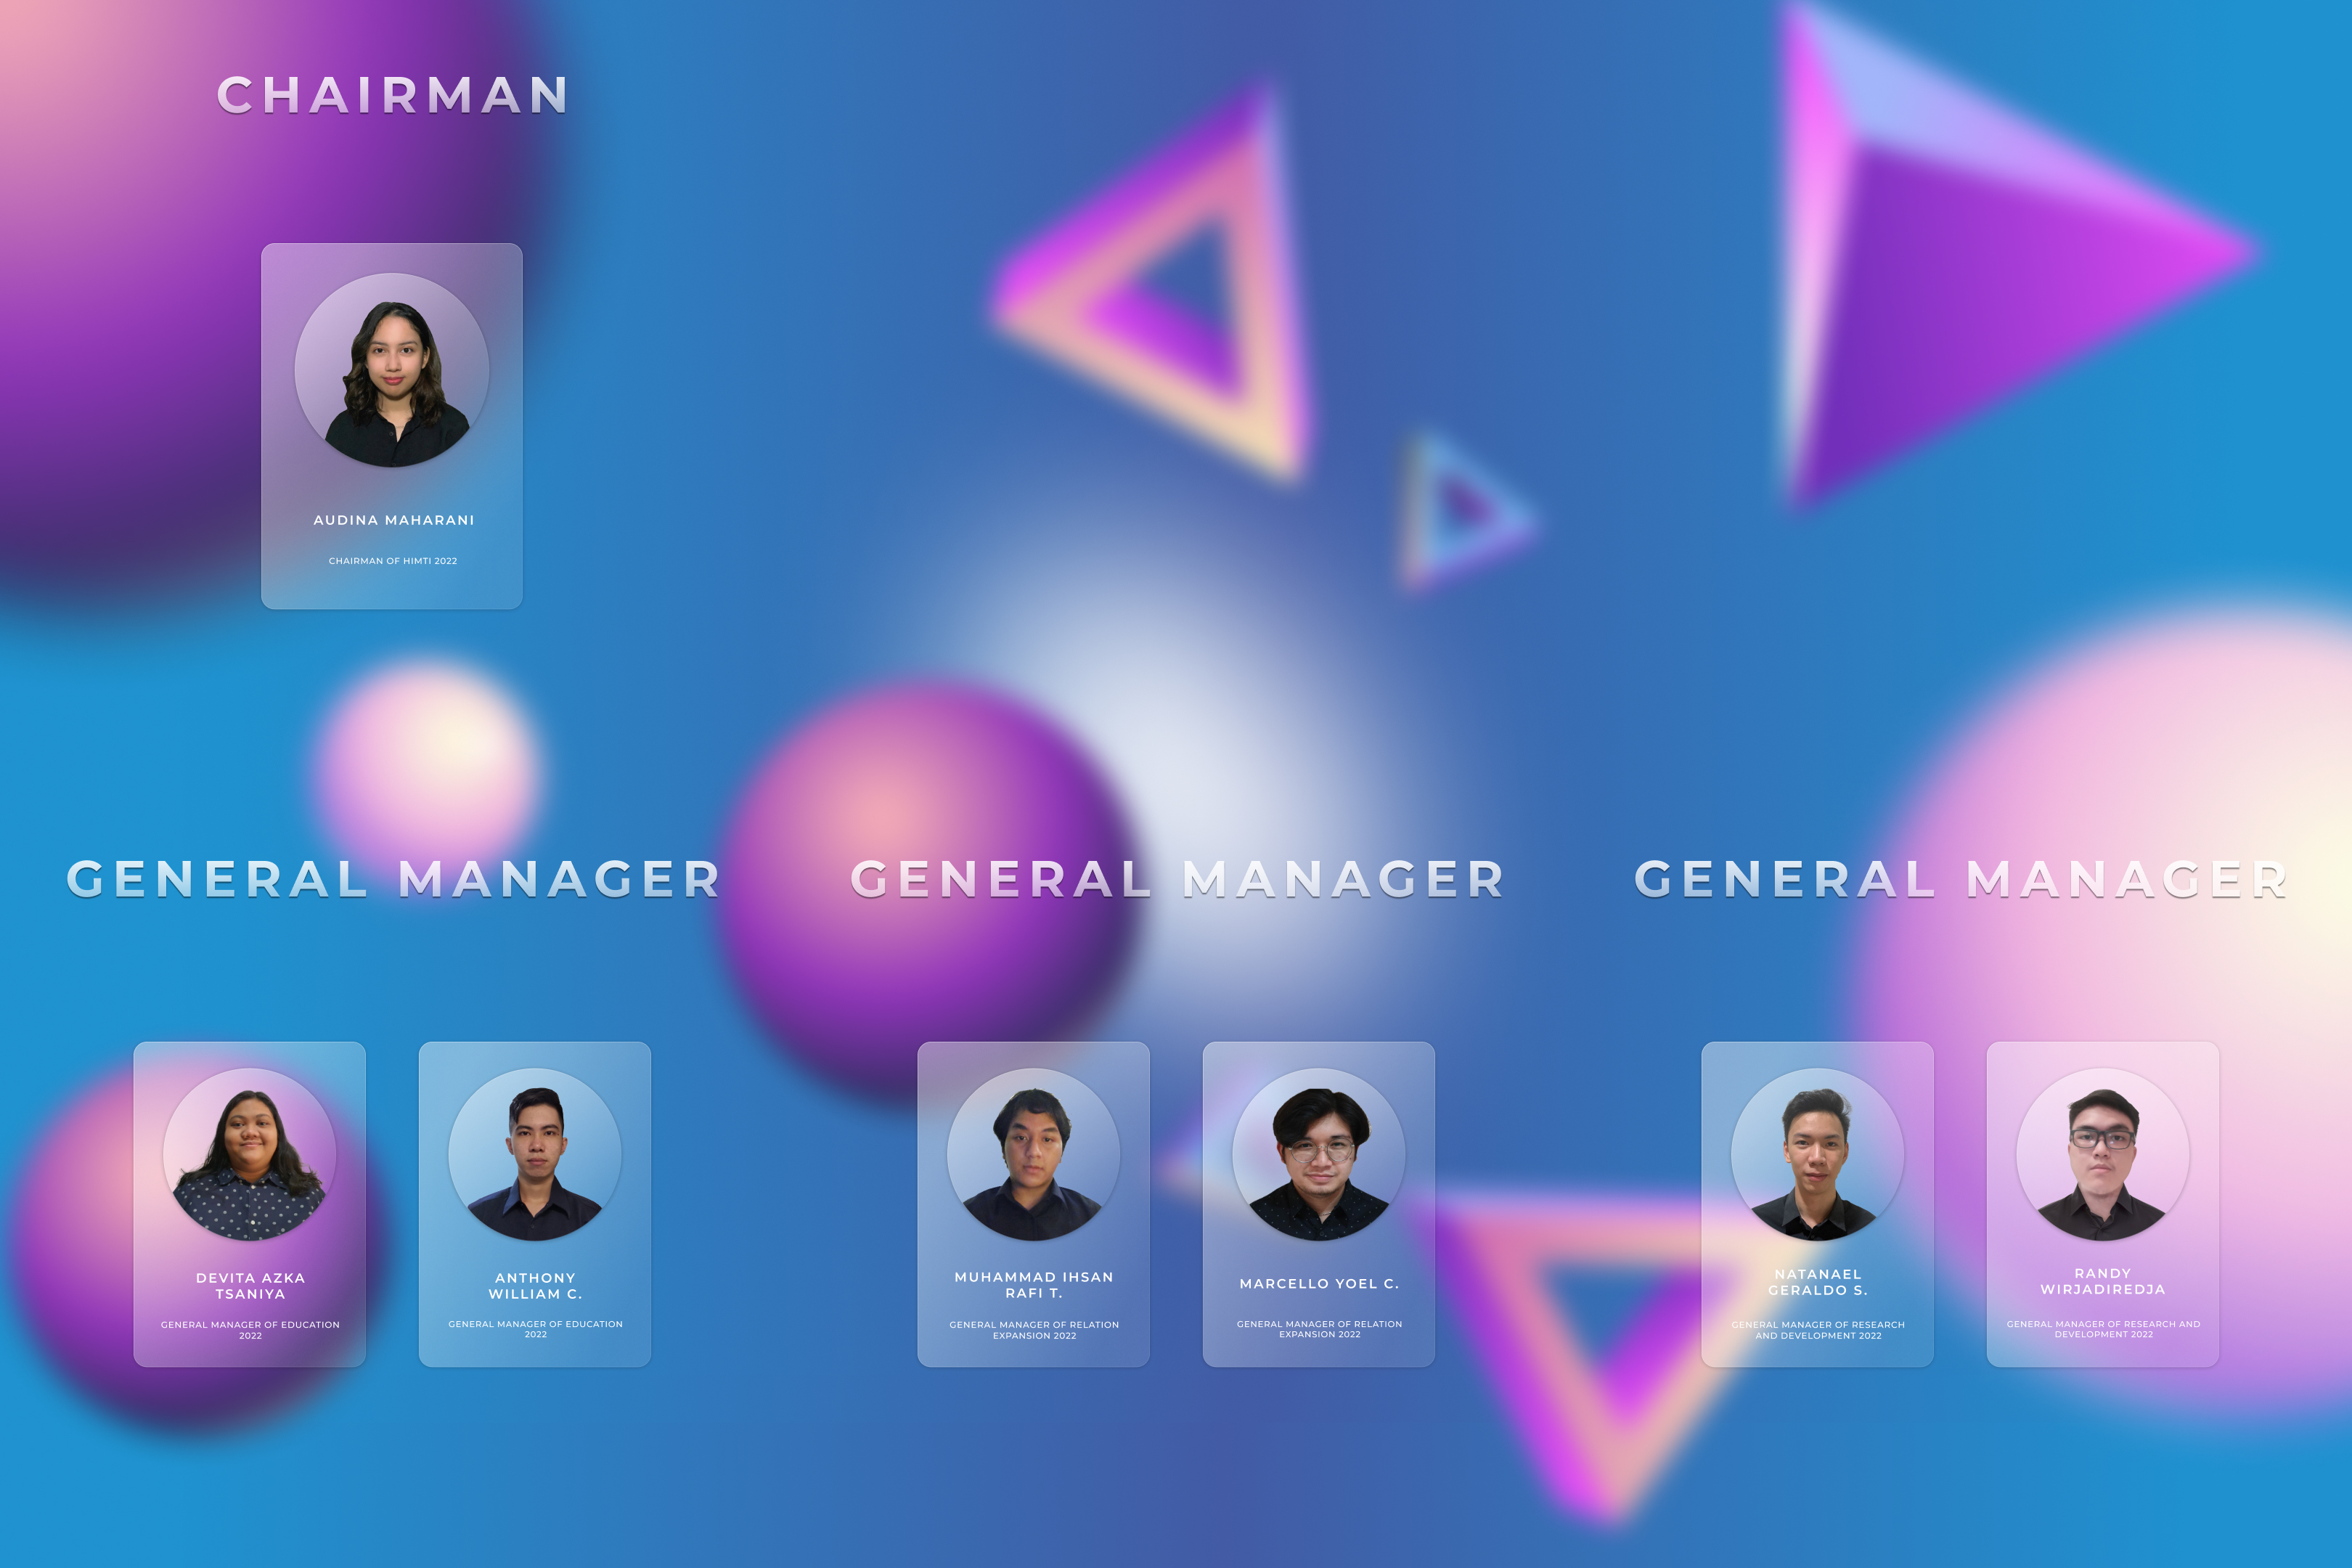 CHAIRMAN
AUDINA MAHARANI
CHAIRMAN OF HIMTI 2022
GENERAL MANAGER
DEVITA AZKA
TSANIYA
GENERAL MANAGER OF EDUCATION
2022
ANTHONY
WILLIAM C.
GENERAL MANAGER OF EDUCATION
2022
GENERAL MANAGER
MUHAMMAD IHSAN
RAFI T.
GENERAL MANAGER OF RELATION
EXPANSION 2022
MARCELLO YOEL C.
GENERAL MANAGER OF RELATION
EXPANSION 2022
GENERAL MANAGER
NATANAEL
GERALDO S.
GENERAL MANAGER OF RESEARCH
AND DEVELOPMENT 2022
RANDY
WIRJADIREDJA
GENERAL MANAGER OF RESEARCH AND
DEVELOPMENT 2022